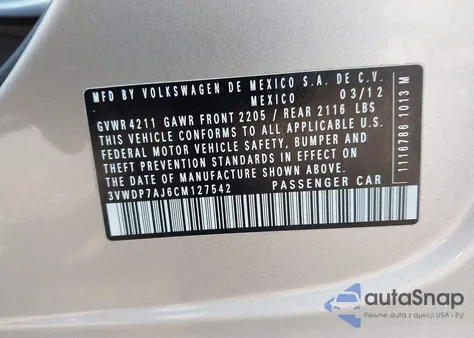 MFD BY VOLKSWAGEN DE MEXICO S.A. DE C.V.
MEXICO 03/12
GVWR 4211 GAWR FRONT 2205 / REAR 2116 LBS
THIS VEHICLE CONFORMS TO ALL APPLICABLE
FEDERAL MOTOR VEHICLE SAFETY, BUMPER, AND
THEFT PREVENTION STANDARDS IN EFFECT ON
THE DATE OF MANUFACTURE SHOWN ABOVE.
3VWDP7AJ6CM127542 PASSENGER CAR
1116786 1013 M
autoSnap
Pewne auta z aukcji USA i EU